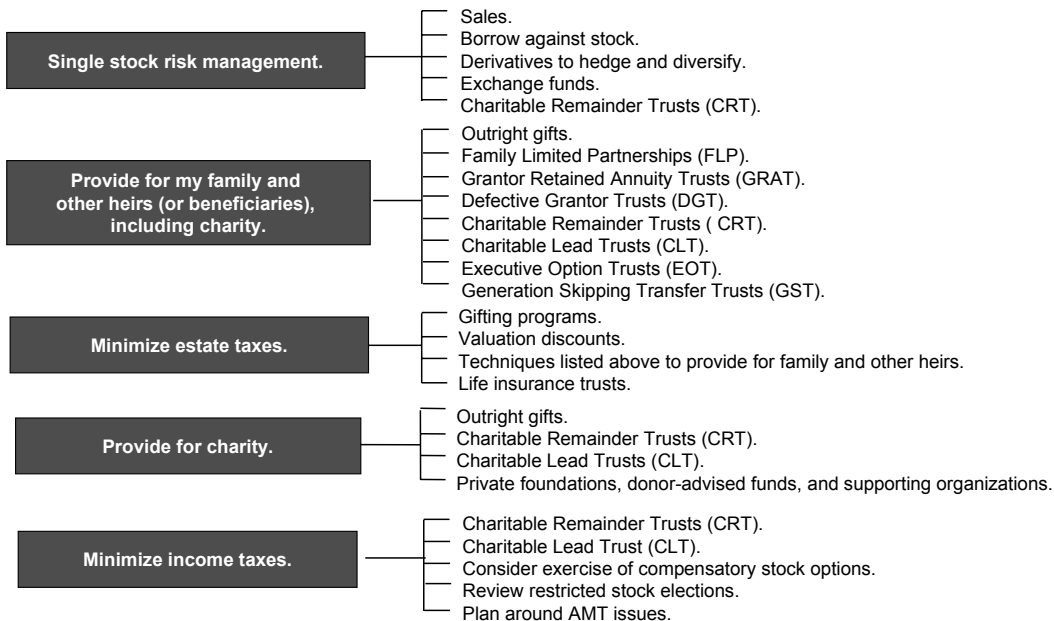 Single stock risk management.
Sales.
Borrow against stock.
Derivatives to hedge and diversify.
Exchange funds.
Charitable Remainder Trusts (CRT).
Provide for my family and
other heirs (or beneficiaries),
including charity.
Outright gifts.
Family Limited Partnerships (FLP).
Grantor Retained Annuity Trusts (GRAT).
Defective Grantor Trusts (DGT).
Charitable Remainder Trusts ( CRT).
Charitable Lead Trusts (CLT).
Executive Option Trusts (EOT).
Generation Skipping Transfer Trusts (GST).
Minimize estate taxes.
Gifting programs.
Valuation discounts.
Techniques listed above to provide for family and other heirs.
Life insurance trusts.
Provide for charity.
Outright gifts.
Charitable Remainder Trusts (CRT).
Charitable Lead Trusts (CLT).
Private foundations, donor-advised funds, and supporting organizations.
Minimize income taxes.
Charitable Remainder Trusts (CRT).
Charitable Lead Trust (CLT).
Consider exercise of compensatory stock options.
Review restricted stock elections.
Plan around AMT issues.